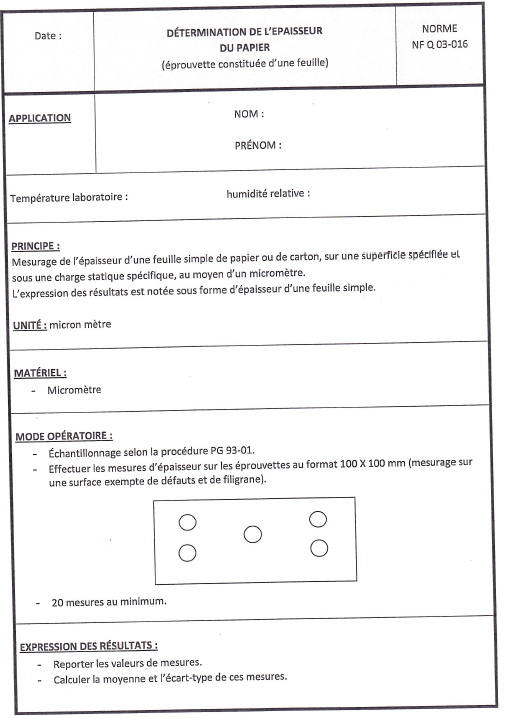 Date :
DÉTERMINATION DE L'EPAISSEUR
DU PAPIER
(éprouvette constituée d'une feuille)
NORME
NF Q 03-016
APPLICATION
NOM :
PRÉNOM :
Température laboratoire :
humidité relative :
PRINCIPE :
Mesurage de l'épaisseur d'une feuille simple de papier ou de carton, sur une superficie spécifiée et
sous une charge statique spécifique, au moyen d'un micromètre.
L'expression des résultats est notée sous forme d'épaisseur d'une feuille simple.
UNITÉ : micron mètre
MATÉRIEL :
- Micromètre
MODE OPÉRATOIRE :
- Échantillonnage selon la procédure PG 93-01.
- Effectuer les mesures d'épaisseur sur les éprouvettes au format 100 X 100 mm (mesurage sur
une surface exempte de défauts et de filigrane).
- 20 mesures au minimum.
EXPRESSION DES RÉSULTATS :
- Reporter les valeurs de mesures.
- Calculer la moyenne et l'écart-type de ces mesures.